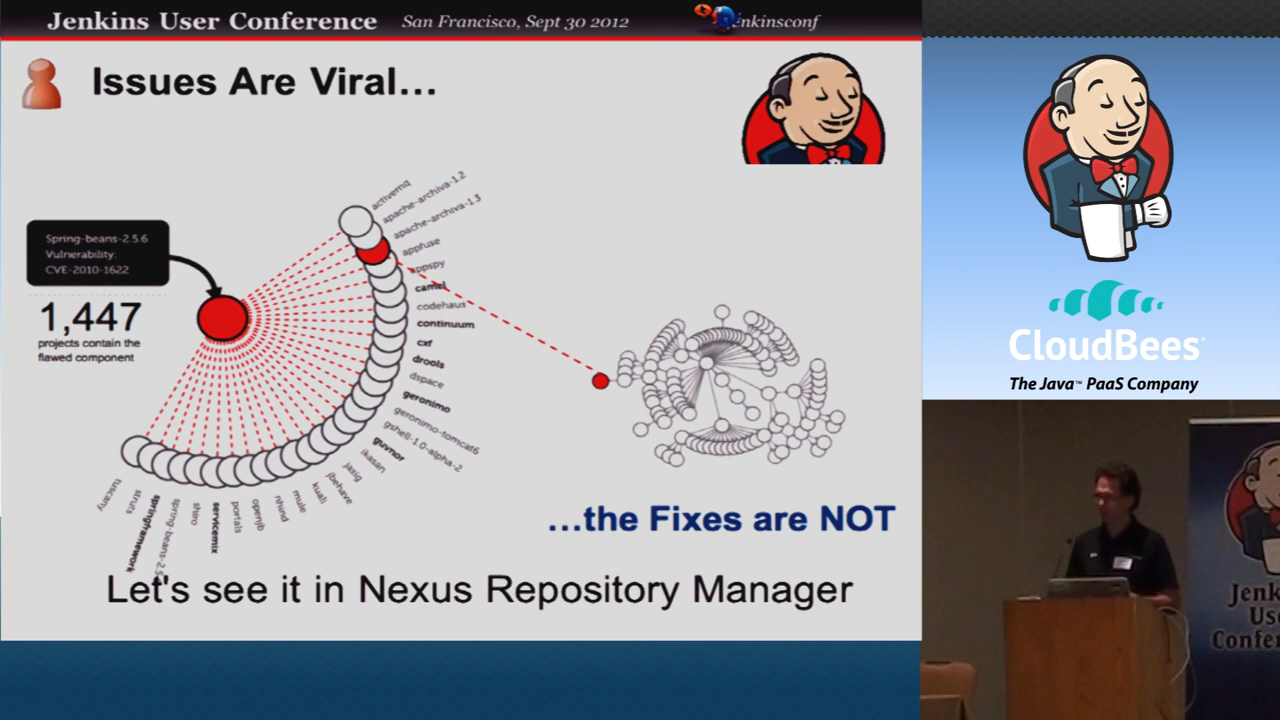 Jenkins User Conference
San Francisco, Sept 30 2012
enkinsconf
Issues Are Viral...
Spring-beans-2.5.6
Vulnerability:
CVE-2010-1622
1,447
projects contain the
flawed component
activemq
apache-archiva-1.2
apache-archiva-1.3
appfuse
appspy
camel
codehaus
continuum
cxf
drools
dspace
geronimo
geronimo-tomcat6
gshell-1.0-alpha-2
guvnor
ikasan
jasig
jbehave
kuali
mule
nhind
openjb
portals
servicemix
shiro
spring-beans-2.5
springframework
struts
tuscany
...the Fixes are NOT
Let's see it in Nexus Repository Manager
CloudBees
The Java™ PaaS Company
Jenk
Us
Confer